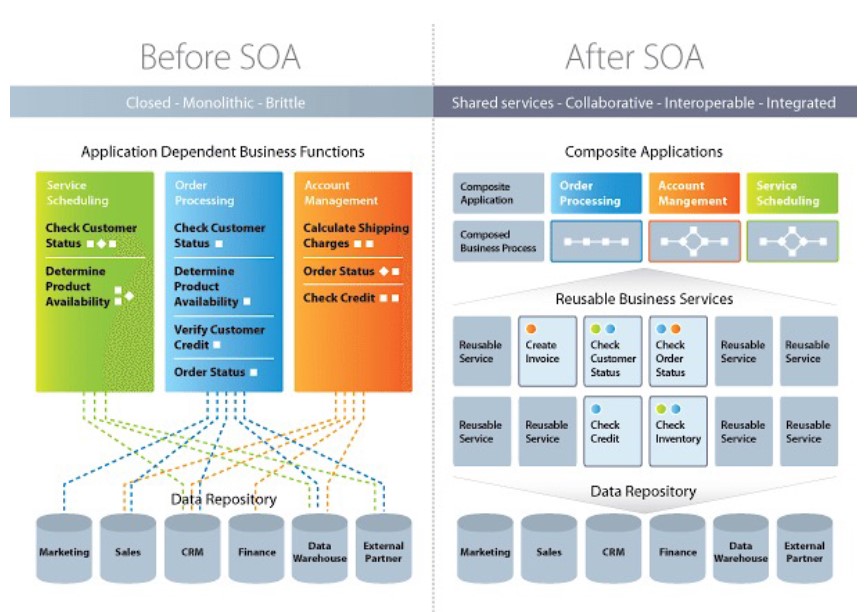 Before SOA
Closed - Monolithic - Brittle
Application Dependent Business Functions
Service
Scheduling
Check Customer
Status
Determine
Product
Availability
Order
Processing
Check Customer
Status
Determine
Product
Availability
Verify Customer
Credit
Order Status
Account
Management
Calculate Shipping
Charges
Order Status
Check Credit
Data Repository
Marketing
Sales
CRM
Finance
Data
Warehouse
External
Partner
After SOA
Shared services - Collaborative - Interoperable - Integrated
Composite Applications
Composite
Application
Order
Processing
Account
Mangement
Service
Scheduling
Composed
Business Process
Reusable Business Services
Reusable
Service
Create
Invoice
Check
Customer
Status
Check
Order
Status
Reusable
Service
Reusable
Service
Reusable
Service
Reusable
Service
Check
Credit
Check
Inventory
Reusable
Service
Reusable
Service
Data Repository
Marketing
Sales
CRM
Finance
Data
Warehouse
External
Partner